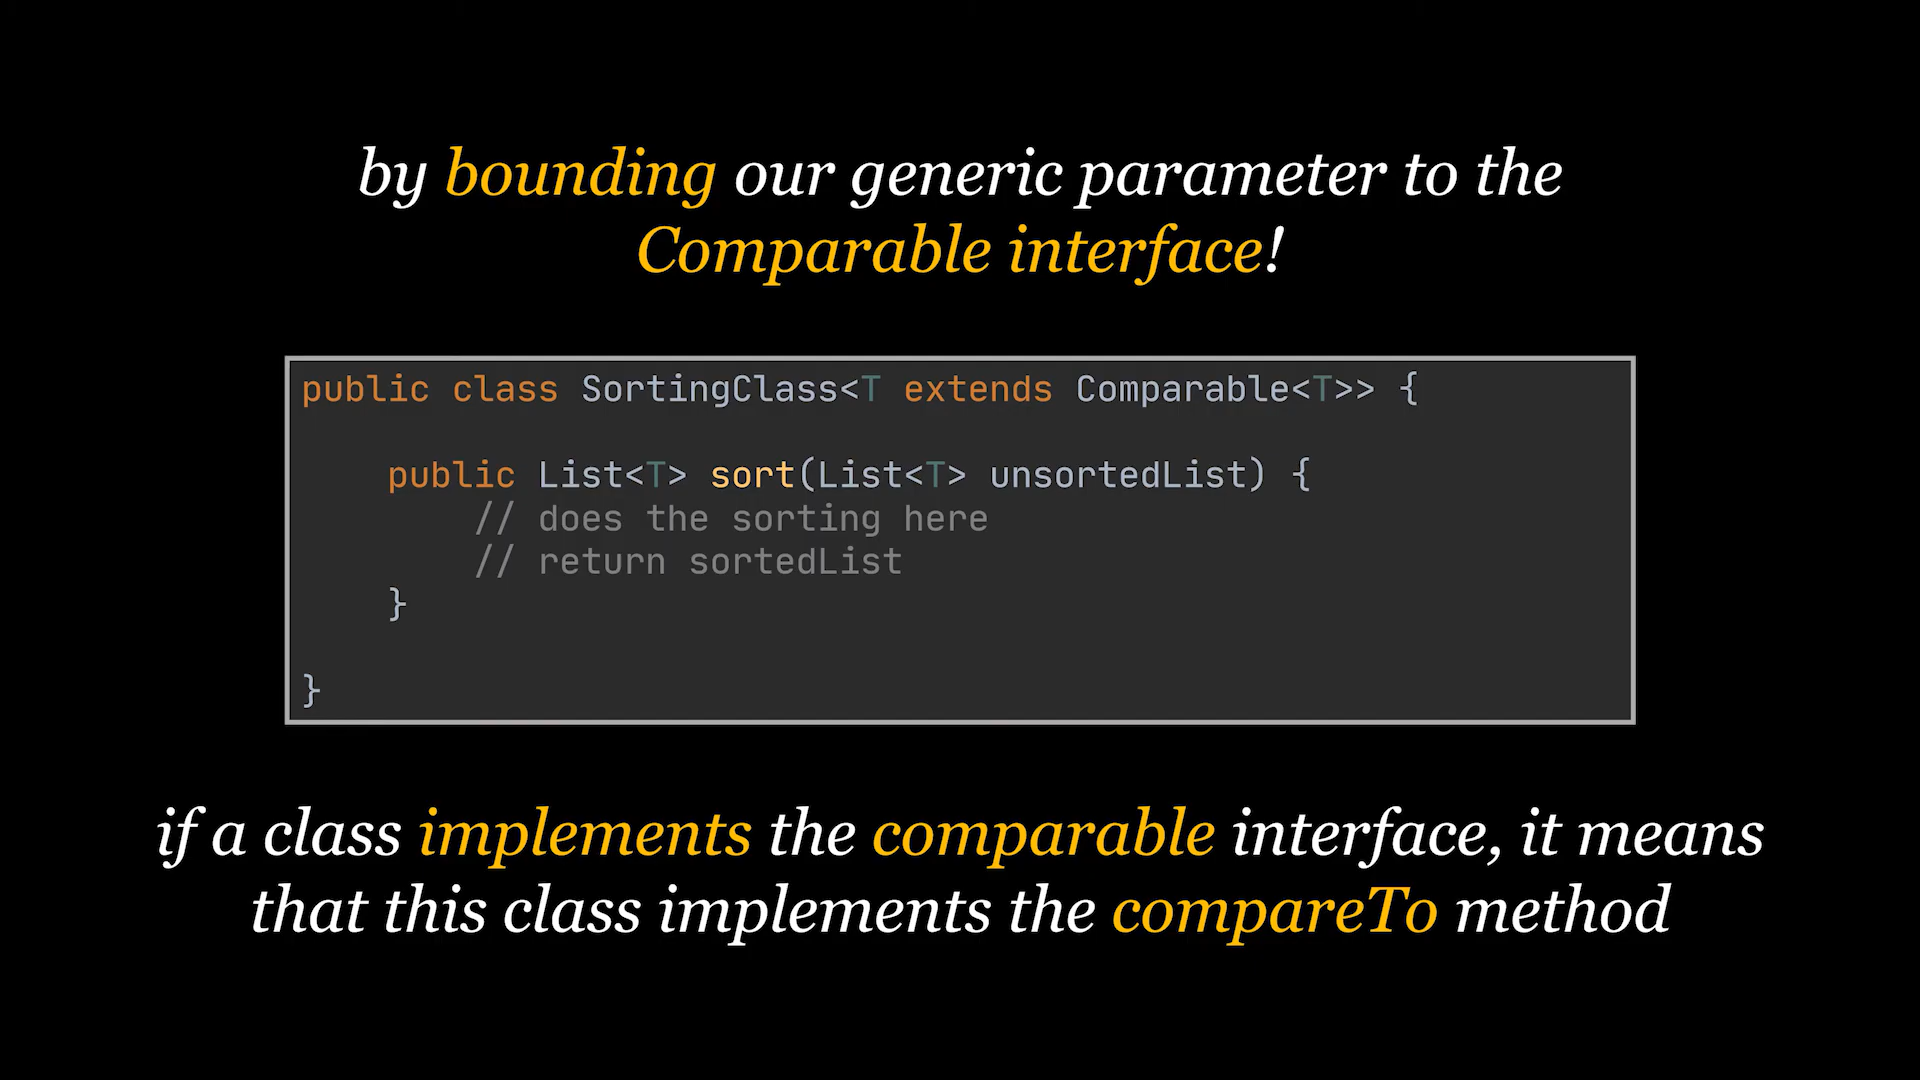 by bounding our generic parameter to the
Comparable interface!
public class SortingClass<T extends Comparable<T>> {
public List<T> sort(List<T> unsortedList) {
// does the sorting here
// return sortedList
}
}
if a class implements the comparable interface, it means
that this class implements the compareTo method